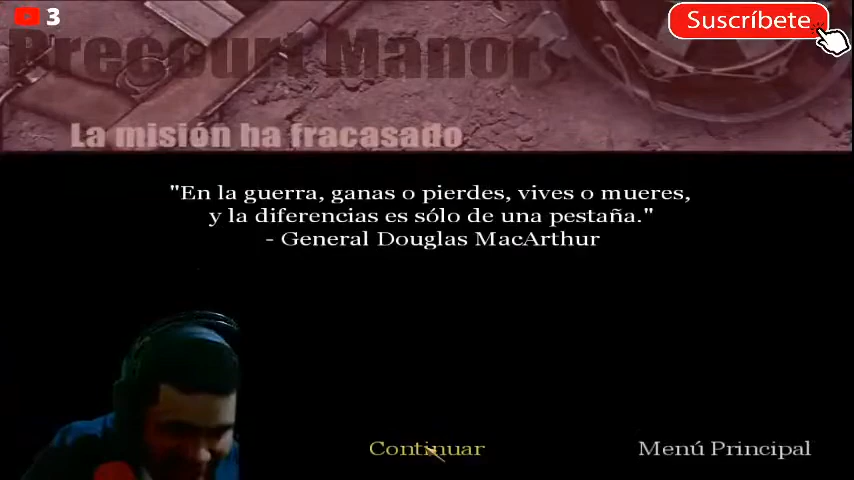 3
Suscríbete
Brecourt Manor
La misión ha fracasado
"En la guerra, ganas o pierdes, vives o mueres,
y la diferencias es sólo de una pestaña."
- General Douglas MacArthur
Continuar
Menú Principal